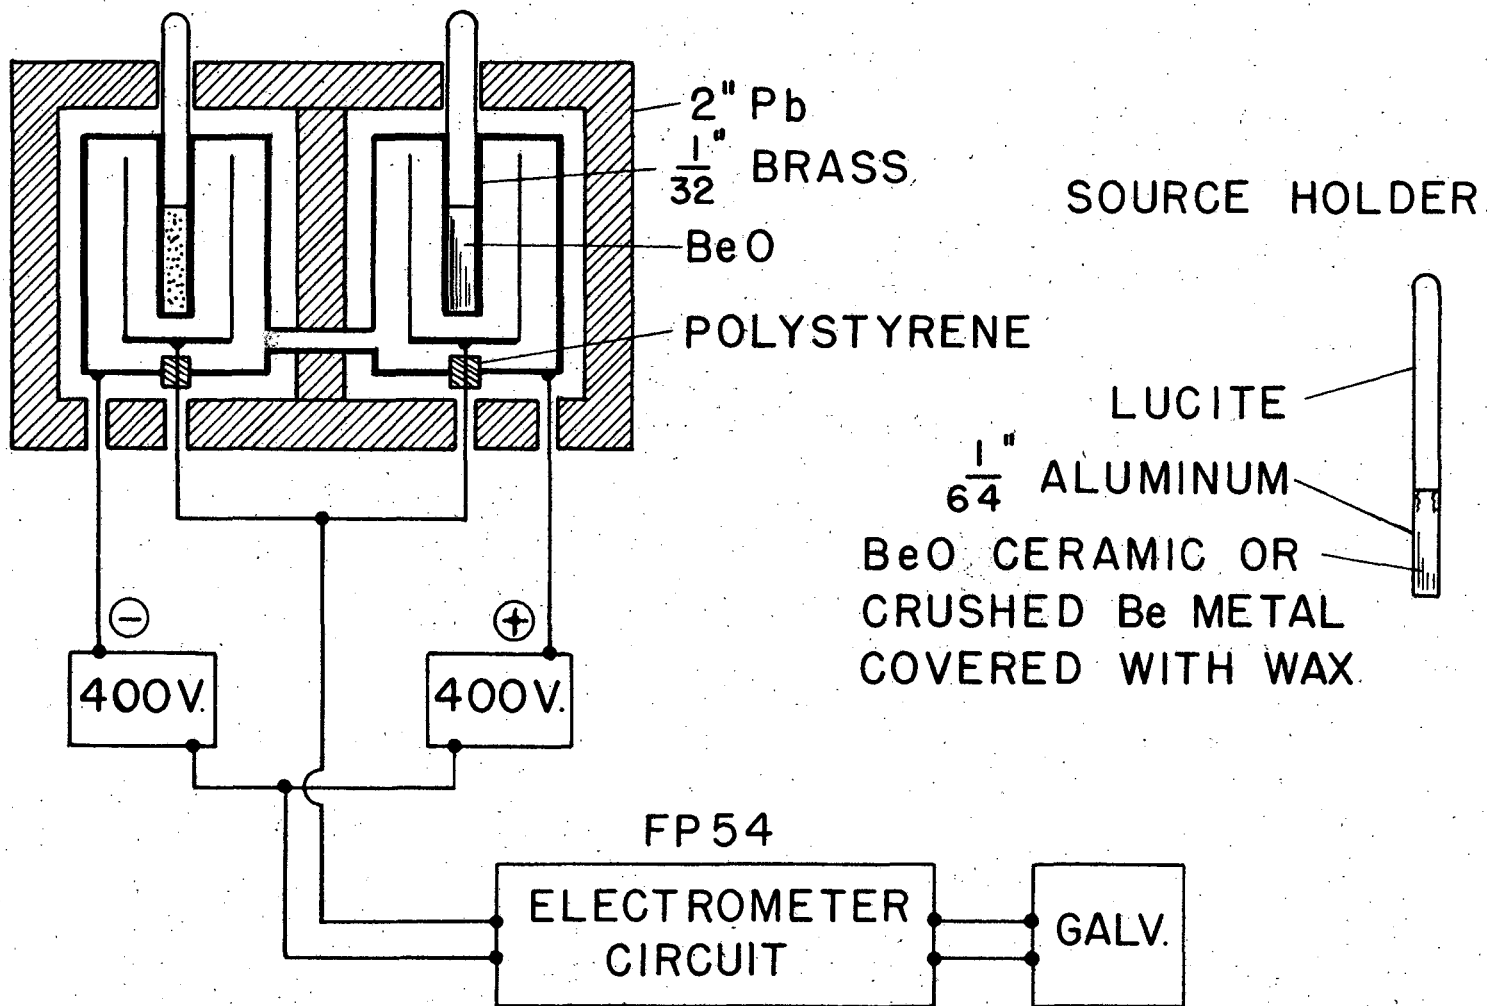 2" Pb
1/32" BRASS
BeO
POLYSTYRENE
SOURCE HOLDER
LUCITE
1/64" ALUMINUM
BeO CERAMIC OR
CRUSHED Be METAL
COVERED WITH WAX
−
+
400V.
400V.
FP54
ELECTROMETER
CIRCUIT
GALV.